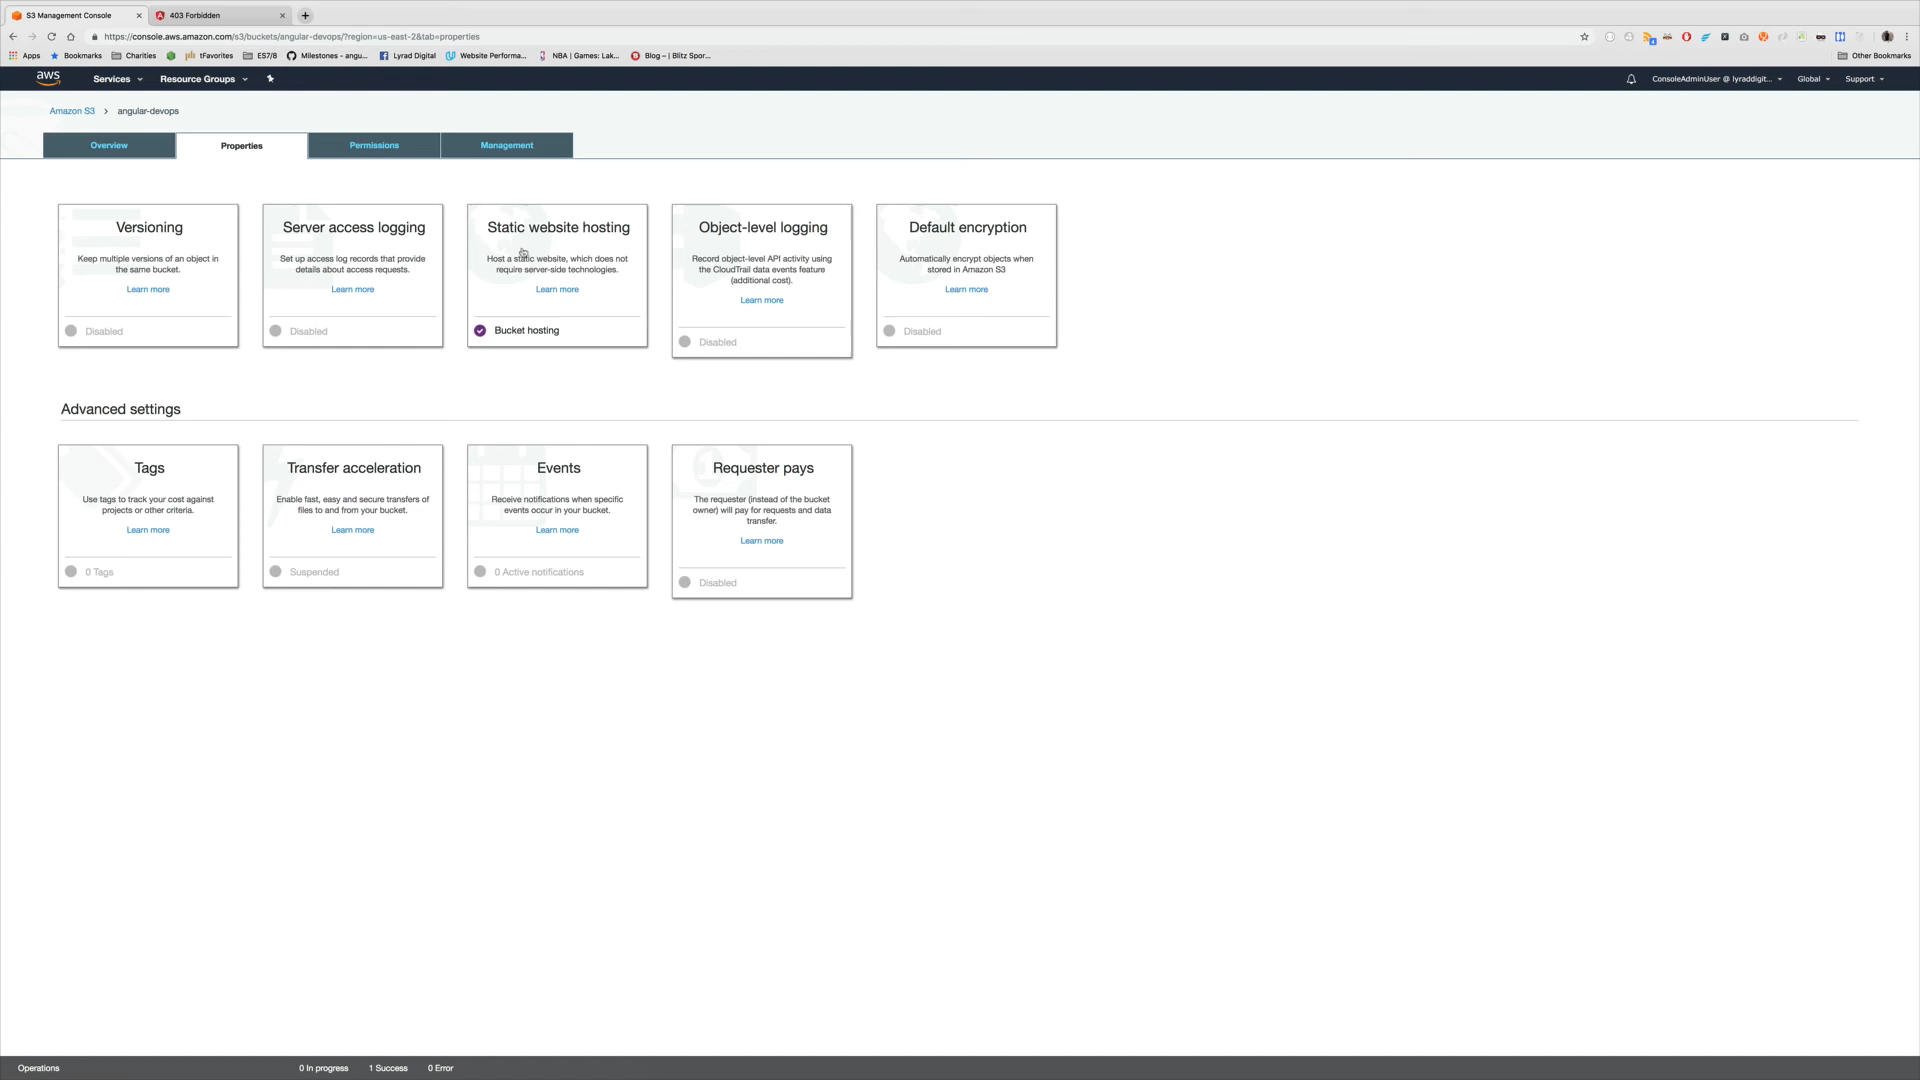 S3 Management Console
403 Forbidden
https://console.aws.amazon.com/s3/buckets/angular-devops/?region=us-east-2&tab=properties
Apps Bookmarks Charities tFavorites ES7/8 Milestones - angu... Lyrad Digital Website Performa... NBA | Games: Lak... Blog – | Blitz Spor... Other Bookmarks
aws Services Resource Groups ConsoleAdminUser @ lyraddigit... Global Support
Amazon S3 > angular-devops
Overview Properties Permissions Management
Versioning
Keep multiple versions of an object in
the same bucket.
Learn more
Disabled
Server access logging
Set up access log records that provide
details about access requests.
Learn more
Disabled
Static website hosting
Host a static website, which does not
require server-side technologies.
Learn more
Bucket hosting
Object-level logging
Record object-level API activity using
the CloudTrail data events feature
(additional cost).
Learn more
Disabled
Default encryption
Automatically encrypt objects when
stored in Amazon S3
Learn more
Disabled
Advanced settings
Tags
Use tags to track your cost against
projects or other criteria.
Learn more
0 Tags
Transfer acceleration
Enable fast, easy and secure transfers of
files to and from your bucket.
Learn more
Suspended
Events
Receive notifications when specific
events occur in your bucket.
Learn more
0 Active notifications
Requester pays
The requester (instead of the bucket
owner) will pay for requests and data
transfer.
Learn more
Disabled
Operations 0 In progress 1 Success 0 Error